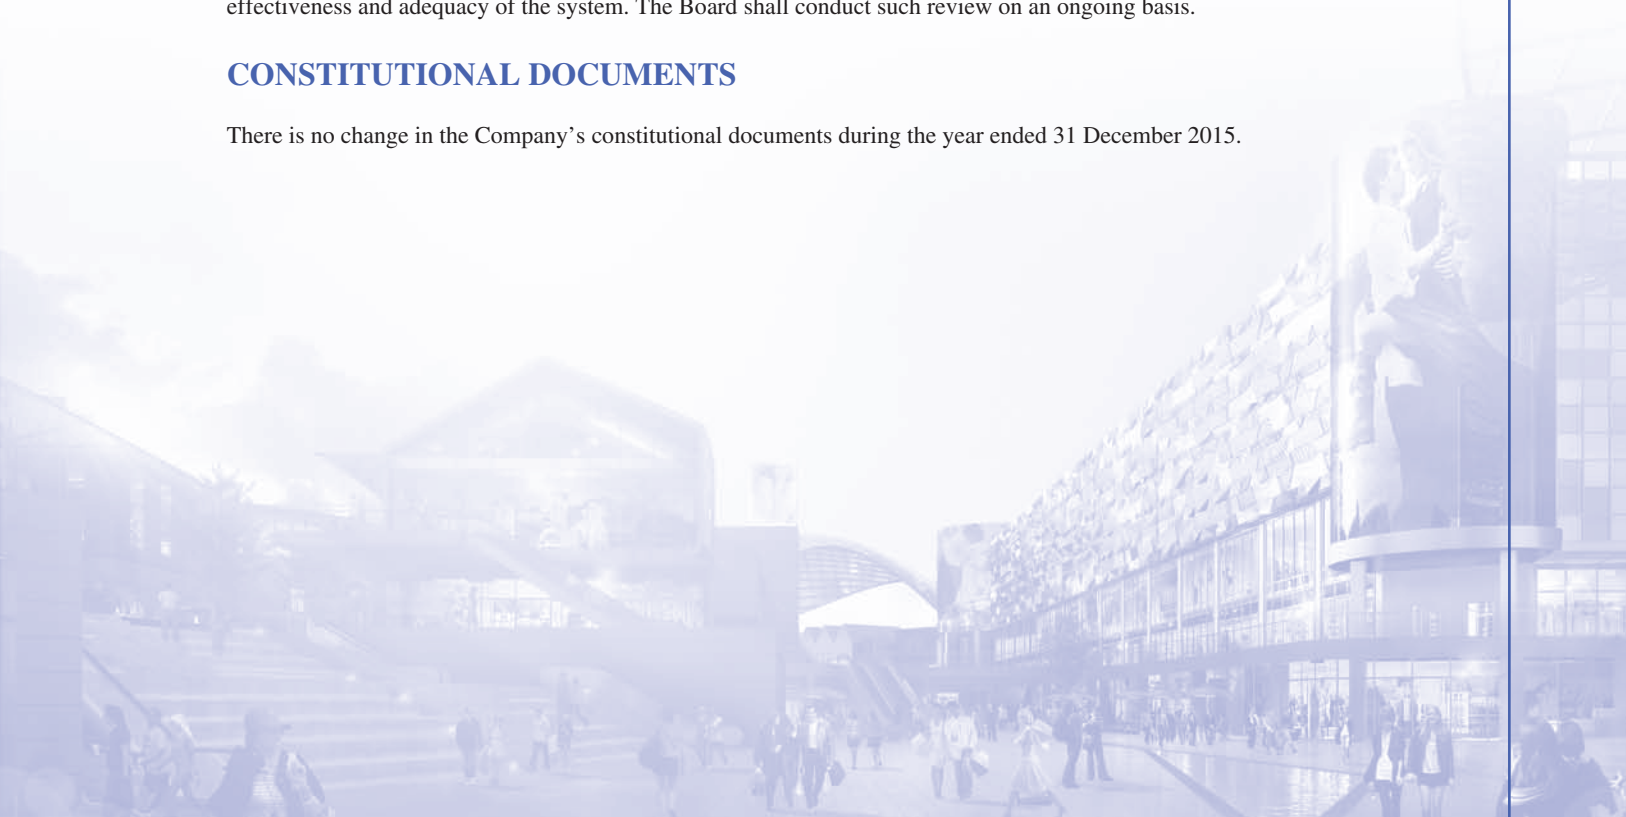 effectiveness and adequacy of the system. The Board shall conduct such review on an ongoing basis.
CONSTITUTIONAL DOCUMENTS
There is no change in the Company’s constitutional documents during the year ended 31 December 2015.